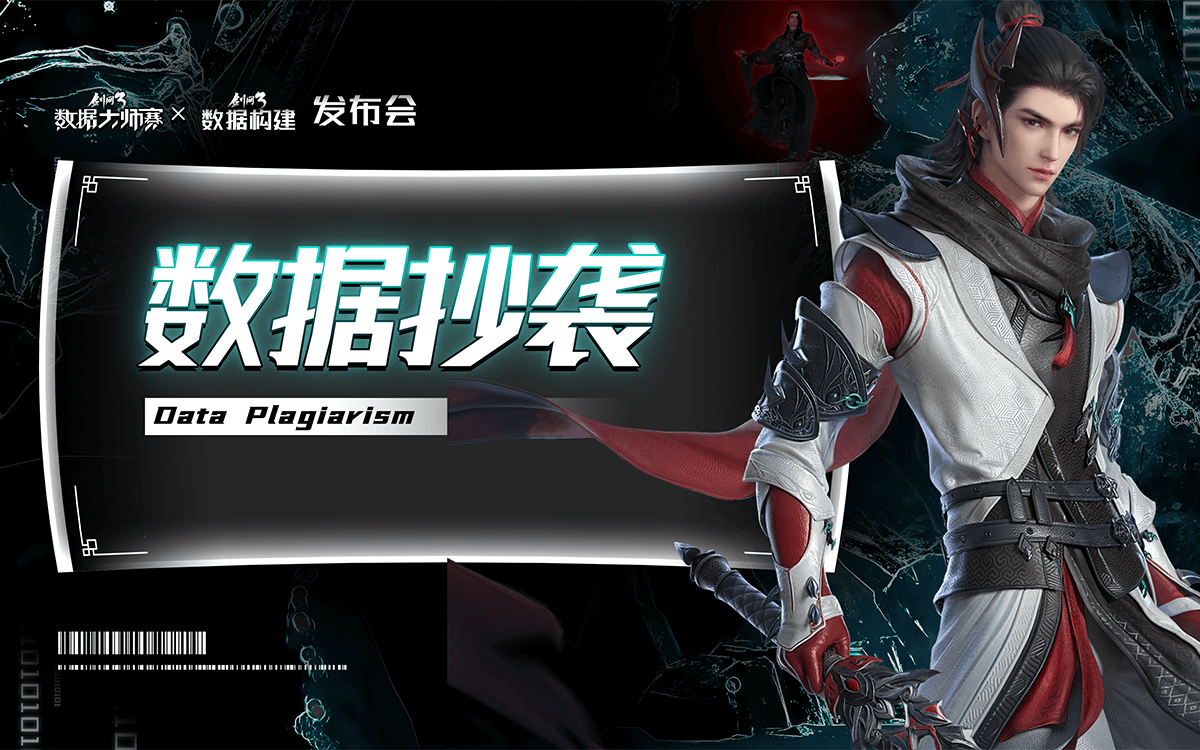 剑网3 剑网3
数据大师赛 × 数据构建 发布会
数据抄袭
Data Plagiarism